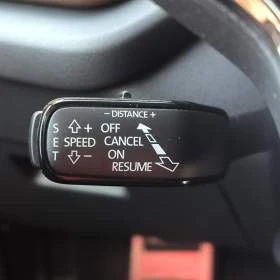 − DISTANCE +
S ⇧+ OFF
E SPEED CANCEL
T ⇩− ON
RESUME